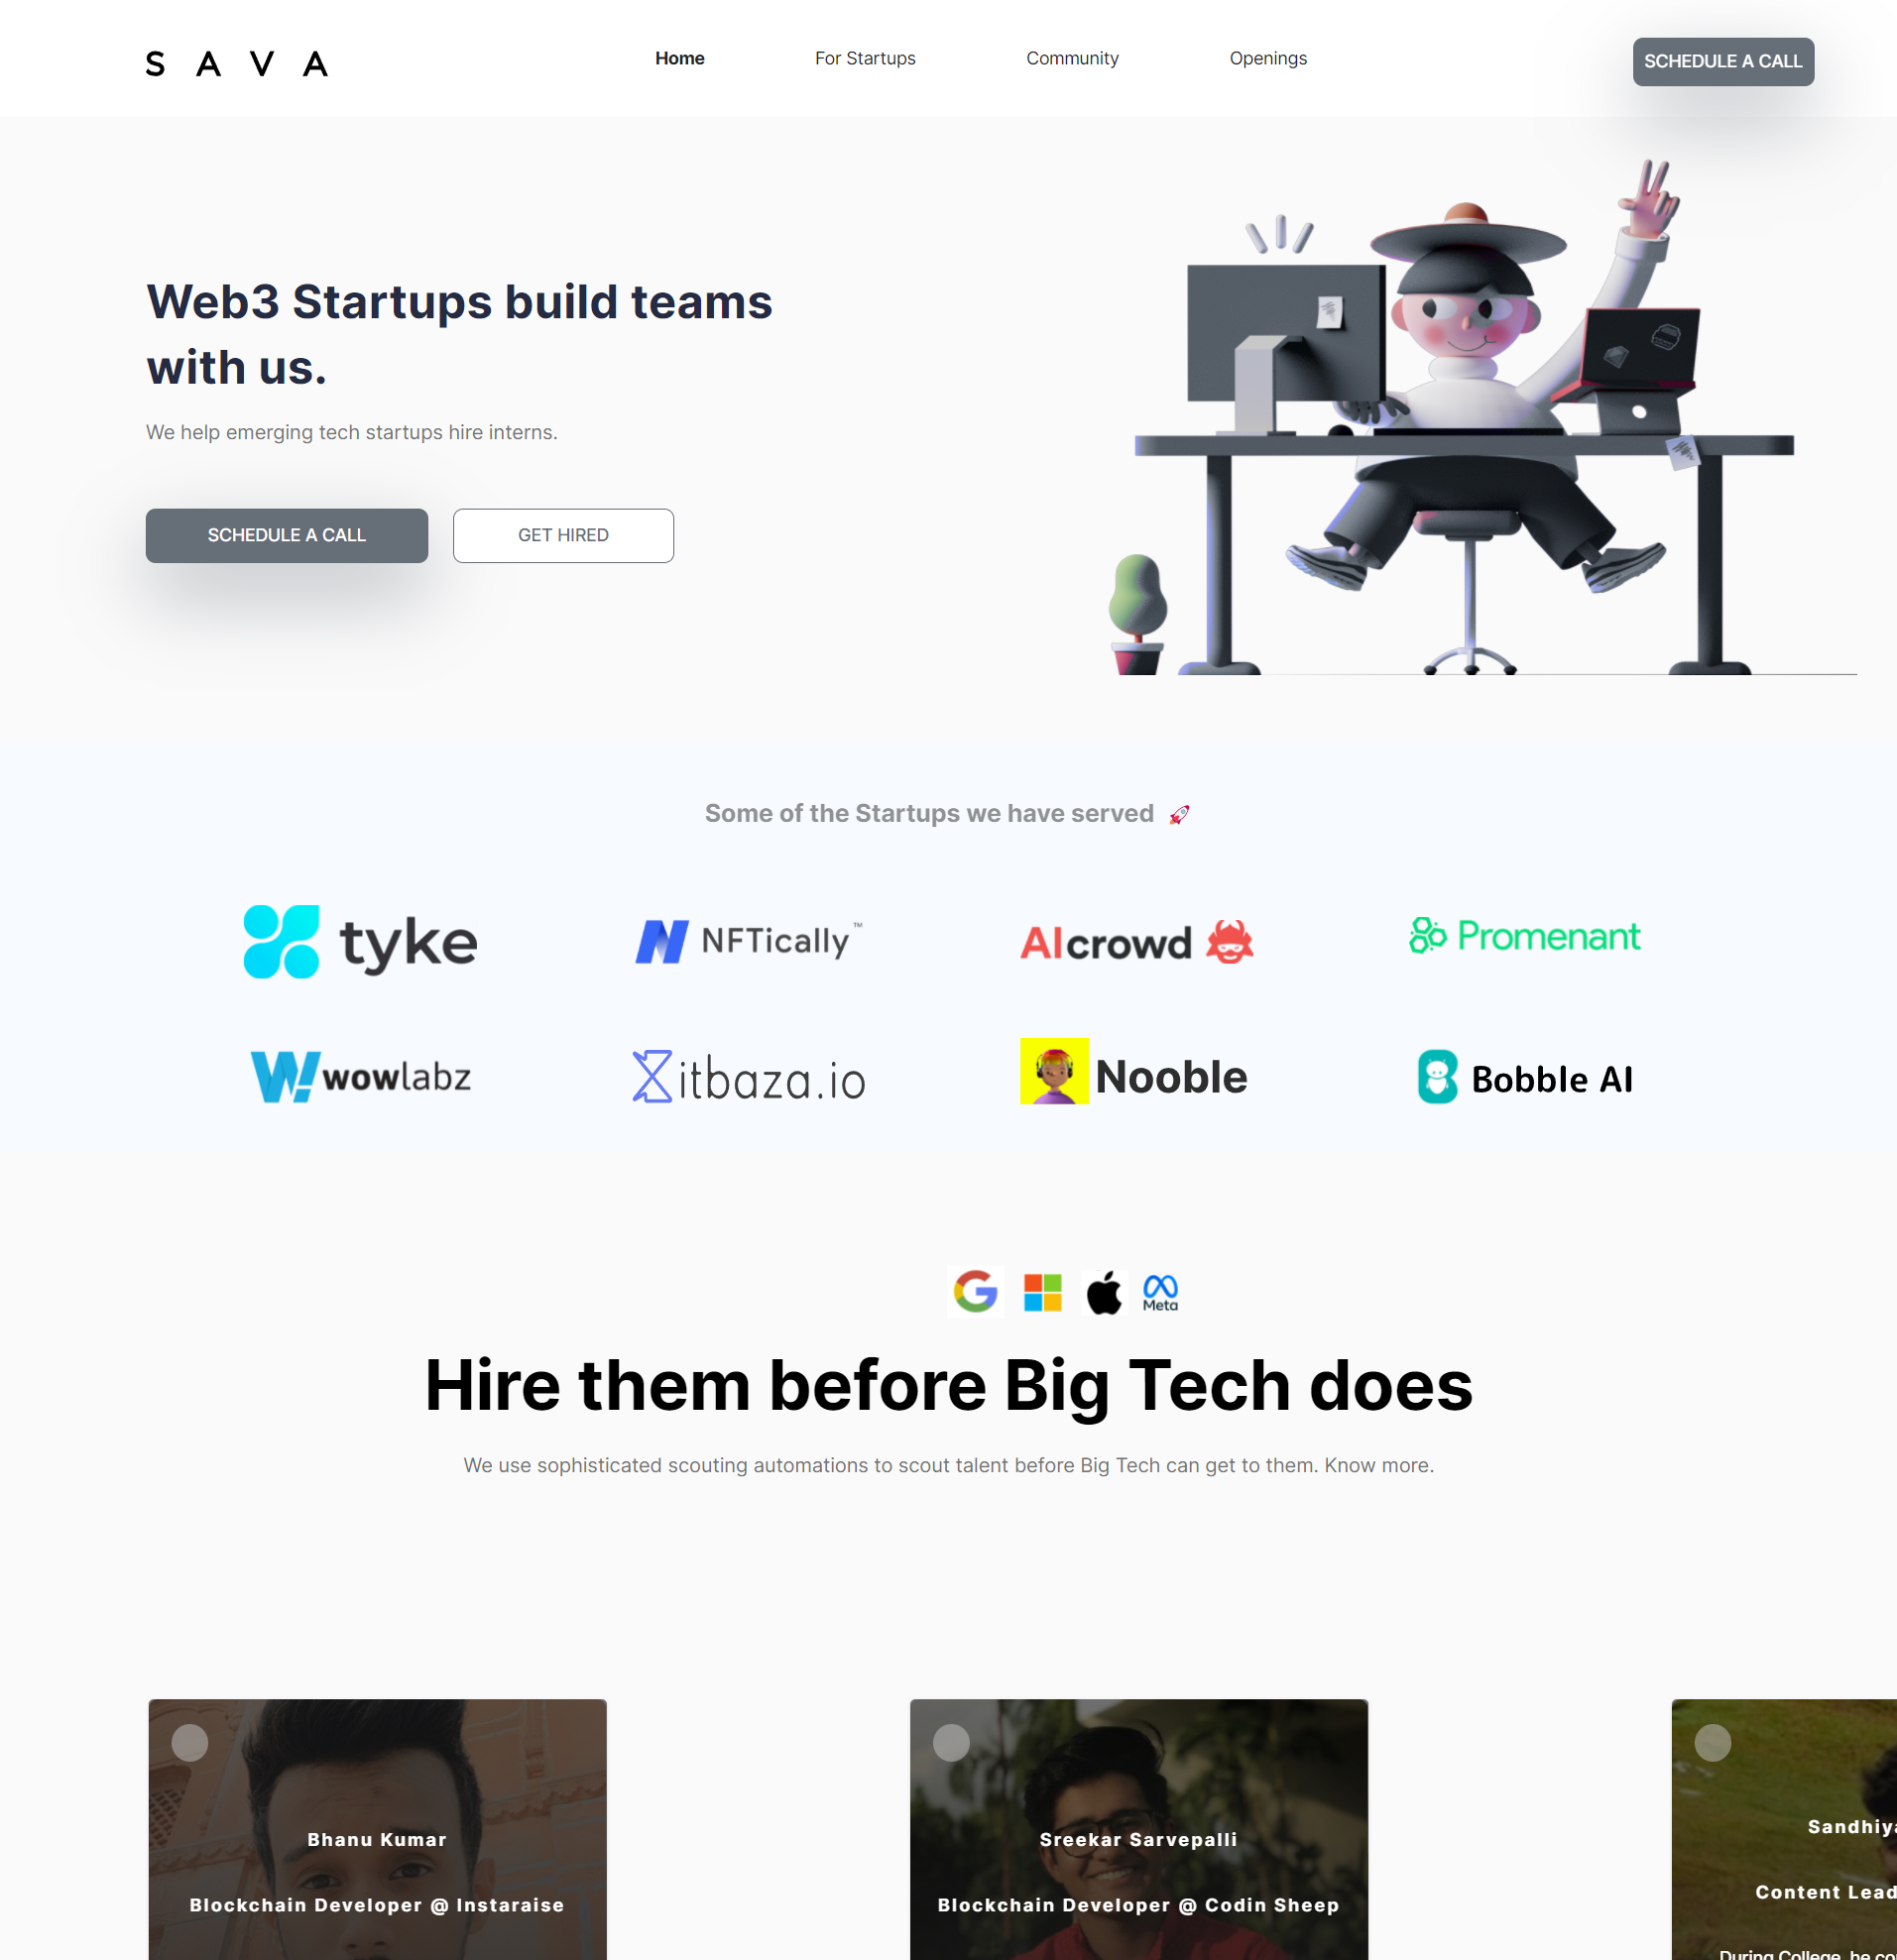 SAVA
Home
For Startups
Community
Openings
SCHEDULE A CALL
Web3 Startups build teams
with us.
We help emerging tech startups hire interns.
SCHEDULE A CALL
GET HIRED
Some of the Startups we have served 🚀
tyke
NFTically™
AIcrowd
Promenant
wowlabz
itbaza.io
Nooble
Bobble AI
Meta
Hire them before Big Tech does
We use sophisticated scouting automations to scout talent before Big Tech can get to them. Know more.
Bhanu Kumar
Blockchain Developer @ Instaraise
Sreekar Sarvepalli
Blockchain Developer @ Codin Sheep
Sandhiya
Content Lead
During College, he co